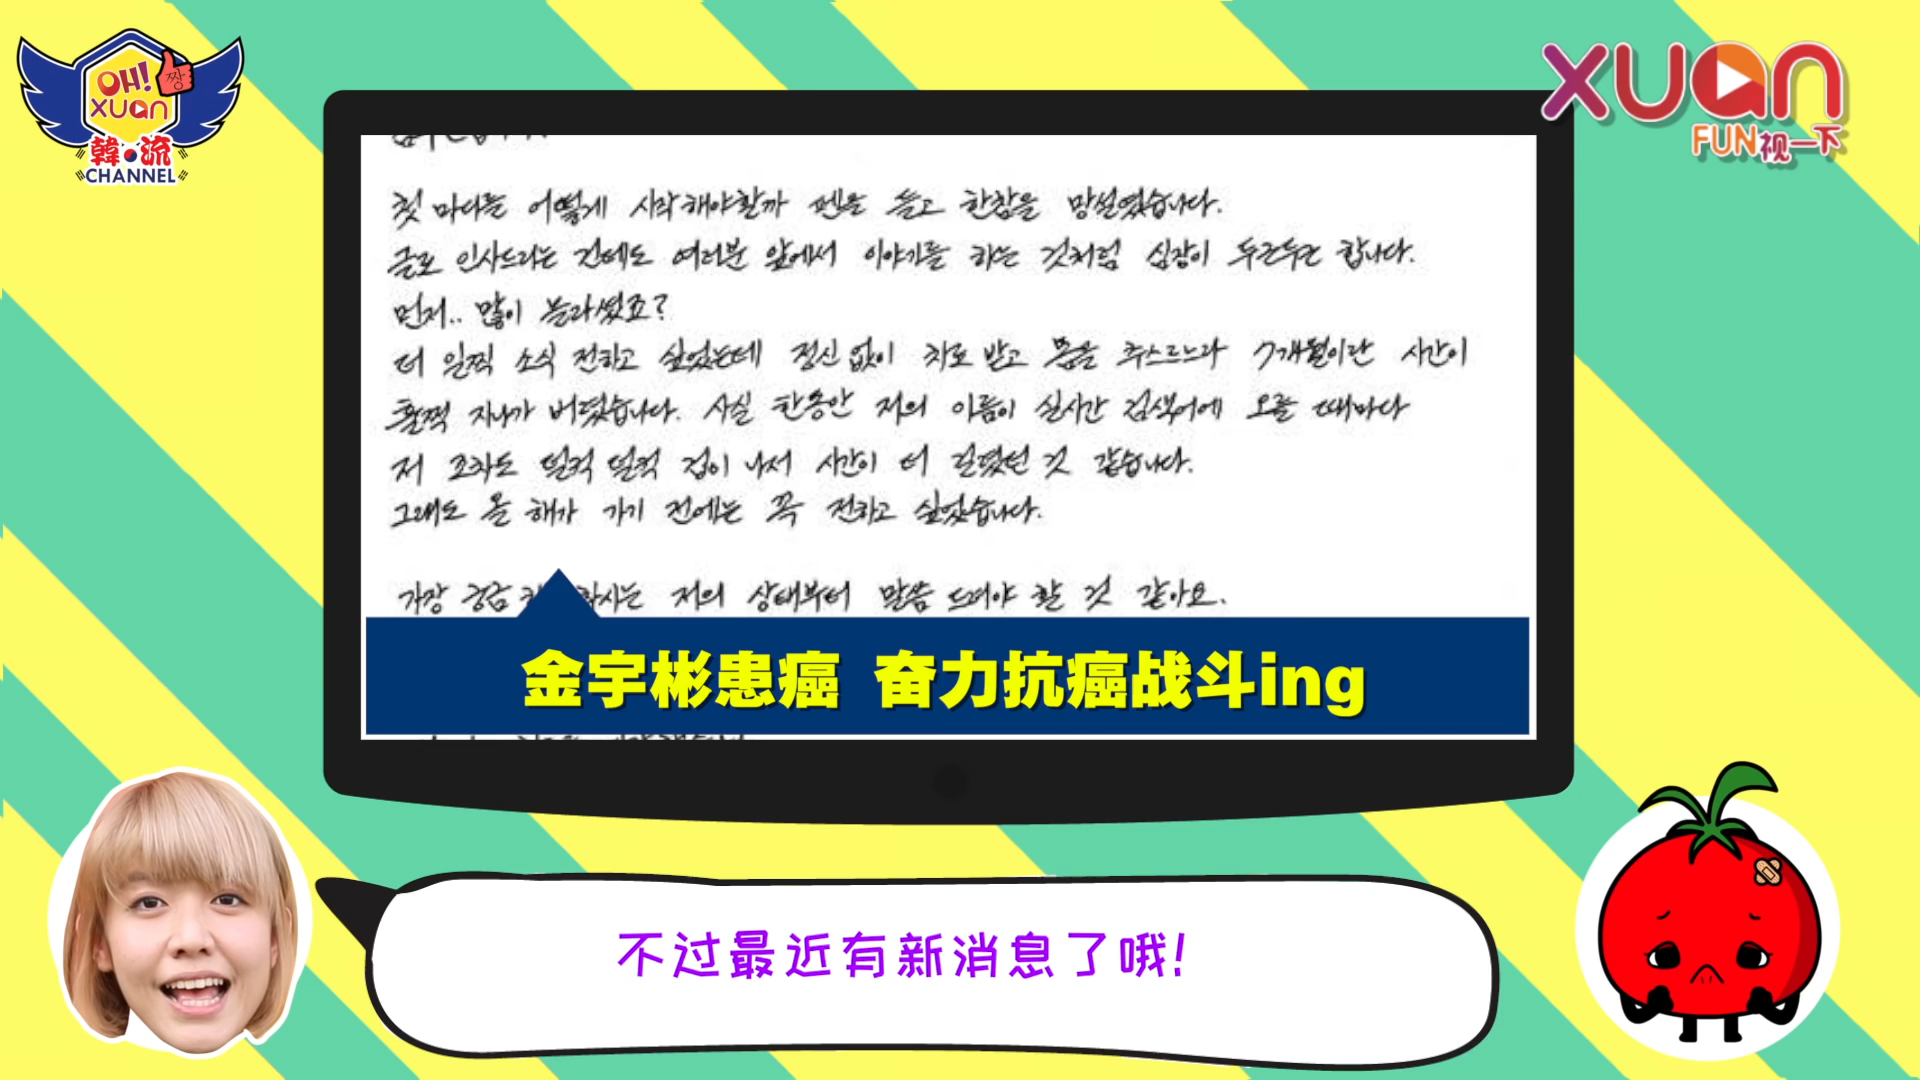 OH! 짱
XUAN
韓流
CHANNEL
XUAN
FUN视一下
첫 마디를 어떻게 시작해야할까 펜을 들고 한참을 망설였습니다.
글로 인사드리는 건데도 여러분 앞에서 이야기를 하는 것처럼 심장이 두근두근 합니다.
먼저.. 많이 놀라셨죠?
더 일찍 소식 전하고 싶었는데 정신없이 치료 받고 몸을 추스르느라 7개월이란 시간이
훌쩍 지나가 버렸습니다. 사실 한동안 저의 이름이 실시간 검색어에 오를 때마다
저 조차도 덜컥 덜컥 겁이 나서 시간이 더 걸렸던 것 같습니다.
그래도 올 해가 가기 전에는 꼭 전하고 싶었습니다.
가장 궁금 하시는 저의 상태부터 말씀 드려야 할 것 같아요.
金宇彬患癌 奋力抗癌战斗ing
不过最近有新消息了哦!